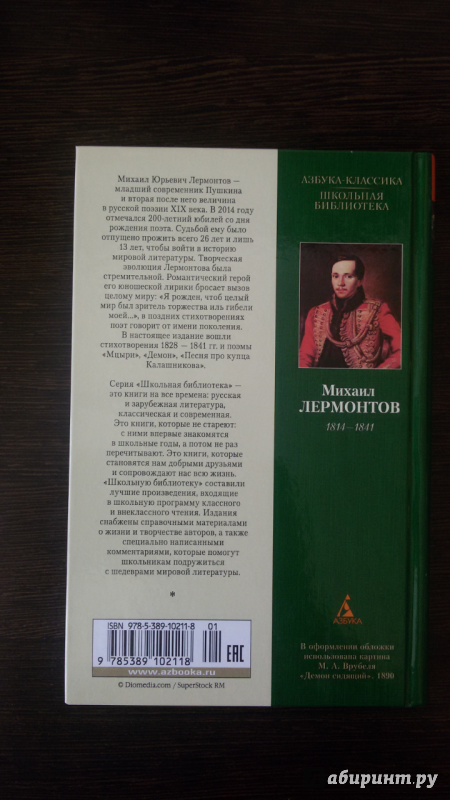 Михаил Юрьевич Лермонтов —
младший современник Пушкина
и вторая после него величина
в русской поэзии XIX века. В 2014 году
отмечался 200-летний юбилей со дня
рождения поэта. Судьбой ему было
отпущено прожить всего 26 лет и лишь
13 лет, чтобы войти в историю
мировой литературы. Творческая
эволюция Лермонтова была
стремительной. Романтический герой
его юношеской лирики бросает вызов
целому миру: «Я рожден, чтоб целый мир
был зритель торжества иль гибели
моей...», в поздних стихотворениях
поэт говорит от имени поколения.
В настоящее издание вошли
стихотворения 1828 — 1841 гг. и поэмы
«Мцыри», «Демон», «Песня про купца
Калашникова».
Серия «Школьная библиотека» —
это книги на все времена: русская
и зарубежная литература,
классическая и современная.
Это книги, которые не стареют:
с ними впервые знакомятся
в школьные годы, а потом не раз
перечитывают. Это книги, которые
становятся нам добрыми друзьями
и сопровождают нас всю жизнь.
«Школьную библиотеку» составили
лучшие произведения, входящие
в школьную программу классного
и внеклассного чтения. Издания
снабжены справочными материалами
о жизни и творчестве авторов, а также
специально написанными
комментариями, которые помогут
школьникам подружиться
с шедеврами мировой литературы.
*
ISBN 978-5-389-10211-8 01
9 785389 102118
EAC
www.azbooka.ru
© Diomedia.com / SuperStock RM
АЗБУКА-КЛАССИКА
ШКОЛЬНАЯ
БИБЛИОТЕКА
Михаил
ЛЕРМОНТОВ
1814—1841
АЗБУКА
В оформлении обложки
использована картина
М. А. Врубеля
«Демон сидящий». 1890
абиринт.ру